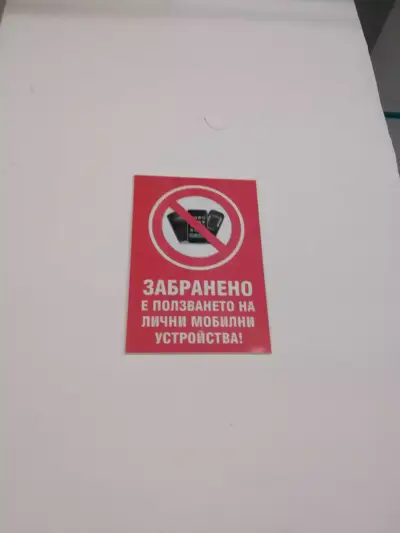 ЗАБРАНЕНО
Е ПОЛЗВАНЕТО НА
ЛИЧНИ МОБИЛНИ
УСТРОЙСТВА!